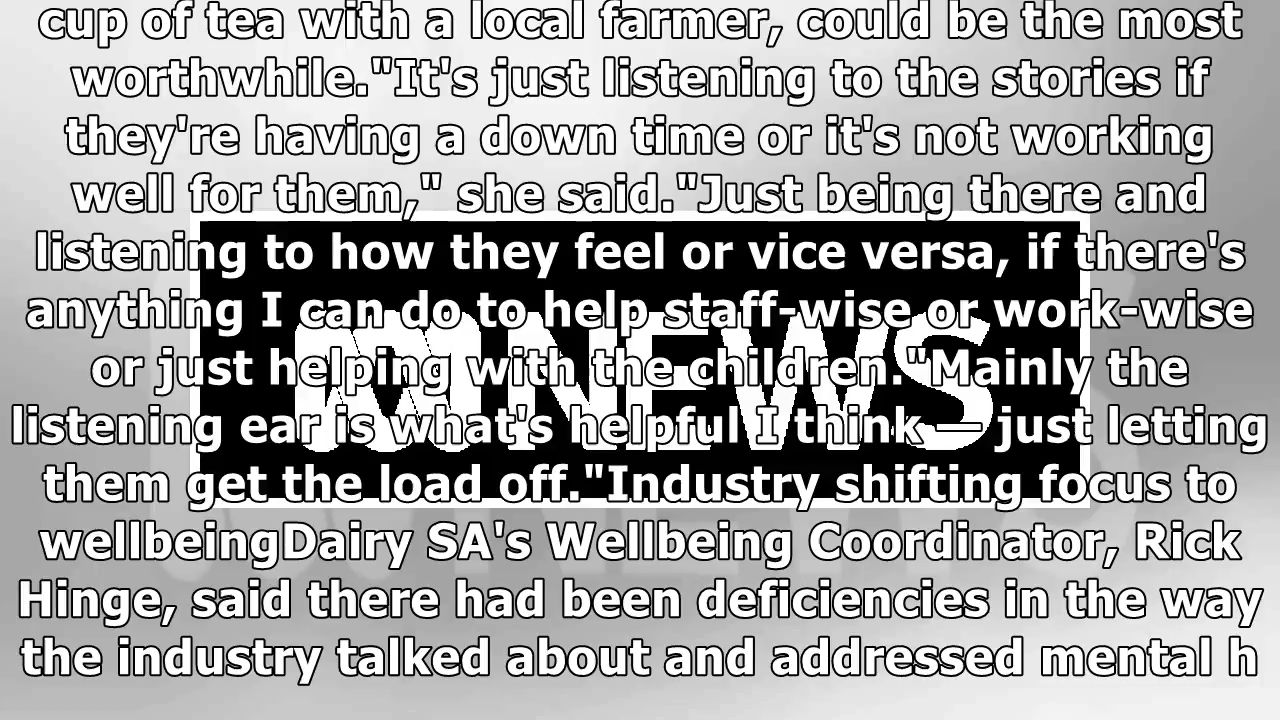 cup of tea with a local farmer, could be the most
worthwhile."It's just listening to the stories if
they're having a down time or it's not working
well for them," she said."Just being there and
listening to how they feel or vice versa, if there's
anything I can do to help staff-wise or work-wise
or just helping with the children."Mainly the
listening ear is what's helpful I think — just letting
them get the load off."Industry shifting focus to
wellbeingDairy SA's Wellbeing Coordinator, Rick
Hinge, said there had been deficiencies in the way
the industry talked about and addressed mental h
NEWS